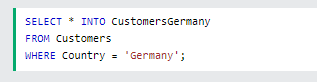 SELECT * INTO CustomersGermany
FROM Customers
WHERE Country = 'Germany';